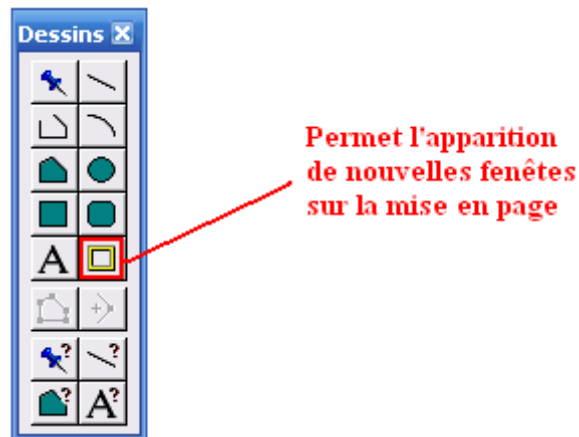 Dessins
Permet l'apparition
de nouvelles fenêtes
sur la mise en page
A
?
?
?
A?